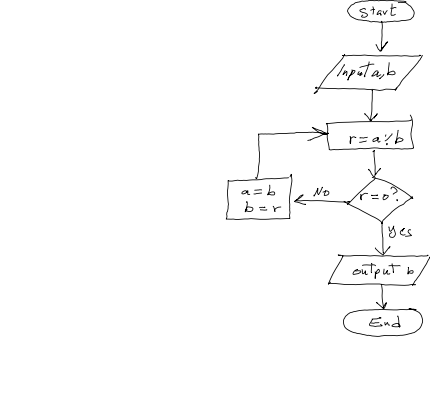 Start
Input a,b
r = a % b
a = b
b = r
No
r = 0?
yes
output b
End